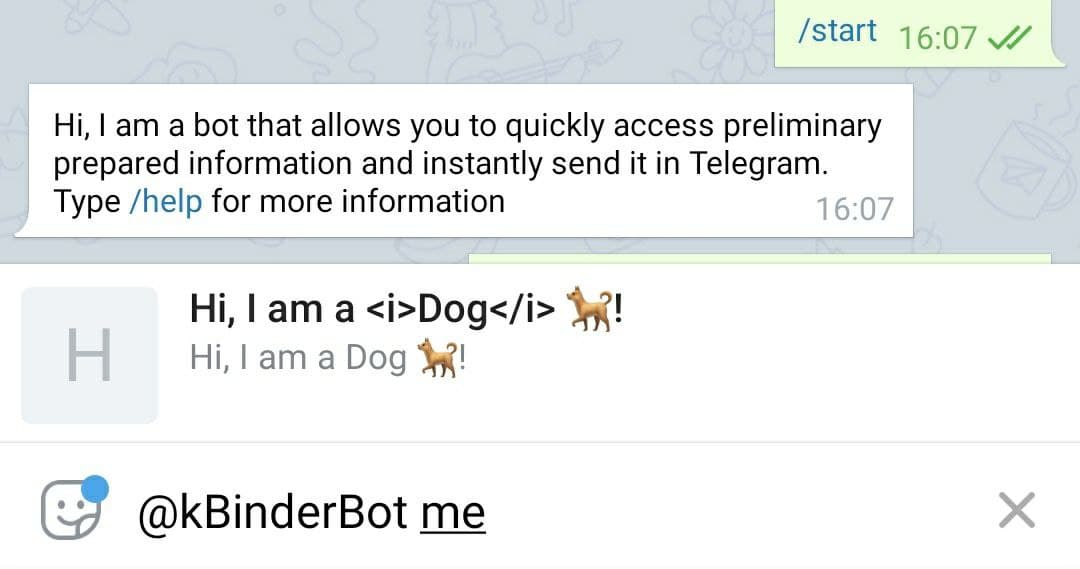 /start 16:07
Hi, I am a bot that allows you to quickly access preliminary
prepared information and instantly send it in Telegram.
Type /help for more information 16:07
H
Hi, I am a <i>Dog</i> 🐕!
Hi, I am a Dog 🐕!
@kBinderBot me